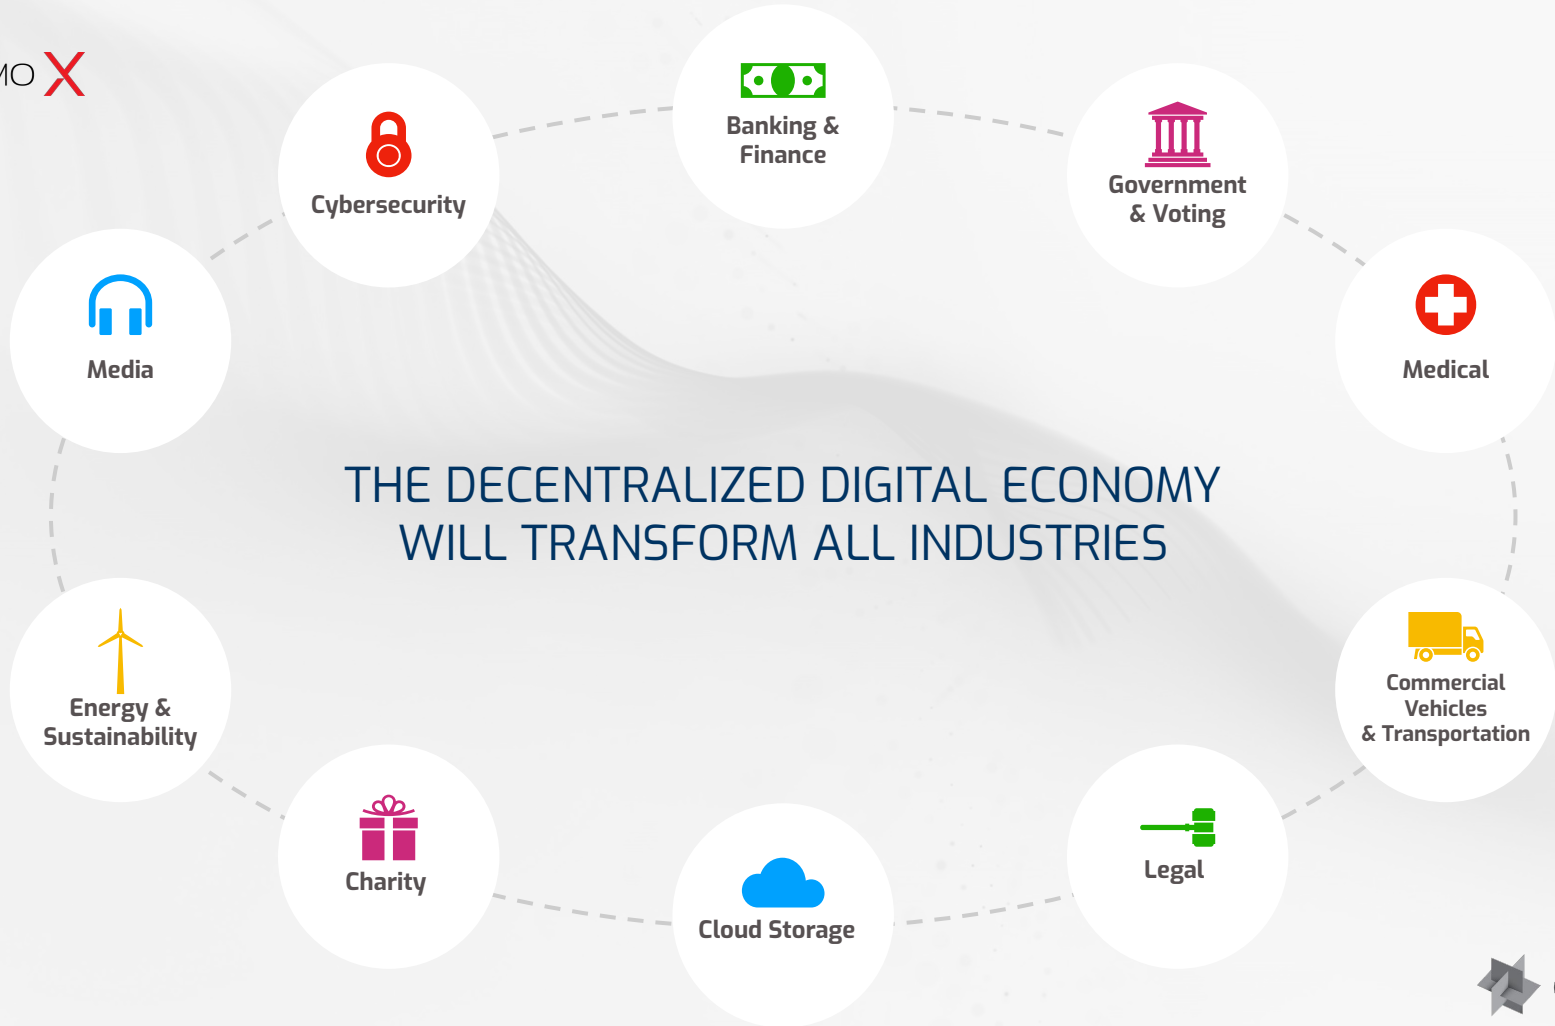 MO X
Banking &
Finance
Government
& Voting
Cybersecurity
Medical
Media
THE DECENTRALIZED DIGITAL ECONOMY
WILL TRANSFORM ALL INDUSTRIES
Commercial
Vehicles
& Transportation
Energy &
Sustainability
Legal
Charity
Cloud Storage